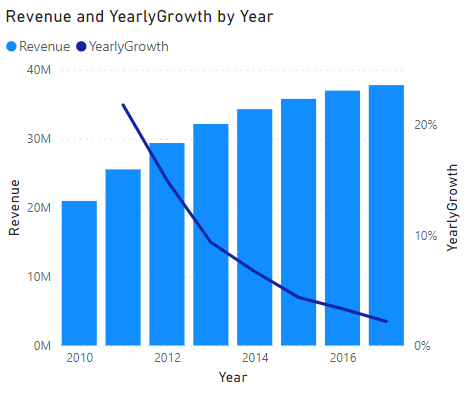 Revenue and YearlyGrowth by Year
Revenue YearlyGrowth
40M
30M
20M
10M
0M
Revenue
20%
10%
0%
YearlyGrowth
2010 2012 2014 2016
Year